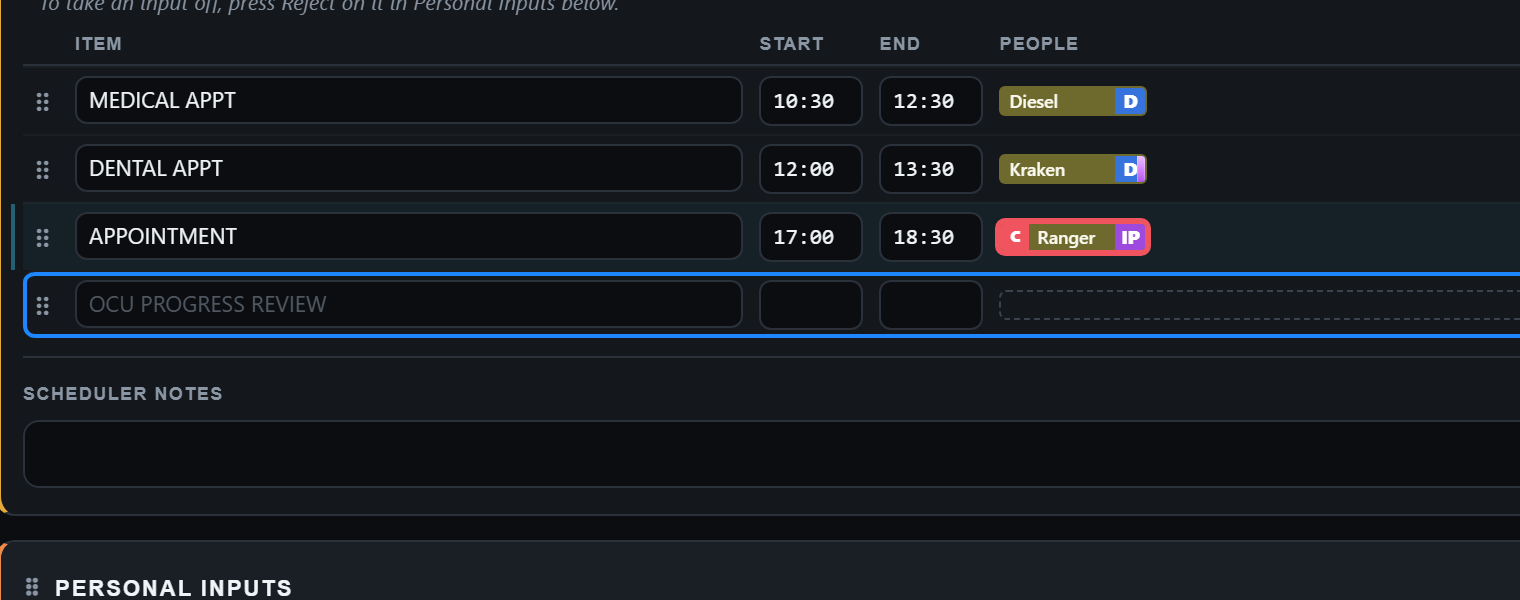 To take an input off, press Reject on it in Personal Inputs below.
ITEM START END PEOPLE
MEDICAL APPT 10:30 12:30 Diesel D
DENTAL APPT 12:00 13:30 Kraken D
APPOINTMENT 17:00 18:30 C Ranger IP
OCU PROGRESS REVIEW
SCHEDULER NOTES
PERSONAL INPUTS